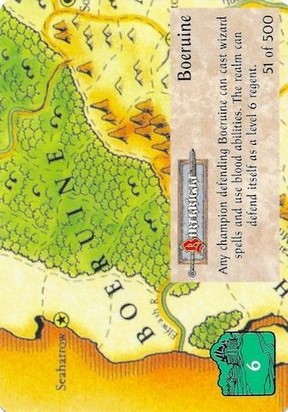 Boeruine
BIRTHRIGHT
Any champion defending Boeruine can cast wizard
spells and use blood abilities. The realm can
defend itself as a level 6 regent.
51 of 500
6
BOERUINE
Seaharrow